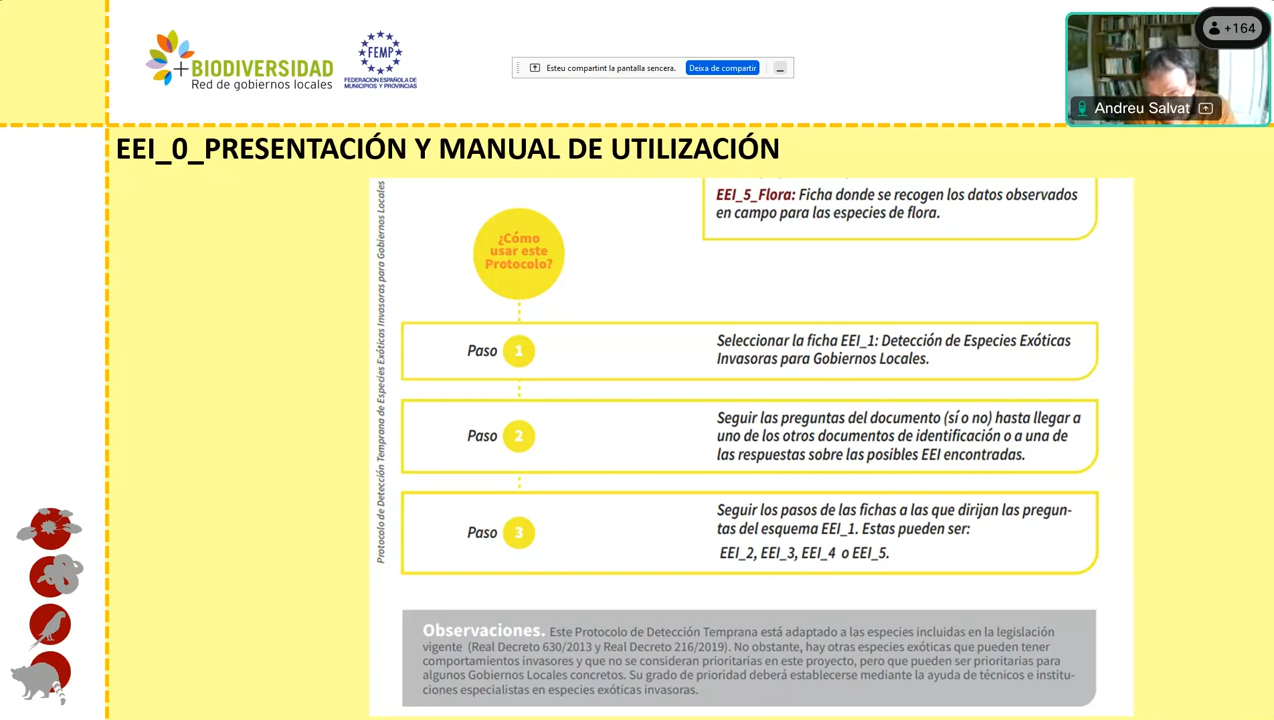 +BIODIVERSIDAD
Red de gobiernos locales
FEMP
FEDERACION ESPAÑOLA DE
MUNICIPIOS Y PROVINCIAS
Esteu compartint la pantalla sencera.
Deixa de compartir
+164
Andreu Salvat
EEI_0_PRESENTACIÓN Y MANUAL DE UTILIZACIÓN
Protocolo de Detección Temprana de Especies Exóticas Invasoras para Gobiernos Locales
EEI_5_Flora: Ficha donde se recogen los datos observados
en campo para las especies de flora.
¿Cómo
usar este
Protocolo?
Paso 1
Seleccionar la ficha EEI_1: Detección de Especies Exóticas
Invasoras para Gobiernos Locales.
Paso 2
Seguir las preguntas del documento (sí o no) hasta llegar a
uno de los otros documentos de identificación o a una de
las respuestas sobre las posibles EEI encontradas.
Paso 3
Seguir los pasos de las fichas a las que dirijan las pregun-
tas del esquema EEI_1. Estas pueden ser:
EEI_2, EEI_3, EEI_4 o EEI_5.
Observaciones. Este Protocolo de Detección Temprana está adaptado a las especies incluidas en la legislación
vigente (Real Decreto 630/2013 y Real Decreto 216/2019). No obstante, hay otras especies exóticas que pueden tener
comportamientos invasores y que no se consideran prioritarias en este proyecto, pero que pueden ser prioritarias para
algunos Gobiernos Locales concretos. Su grado de prioridad deberá establecerse mediante la ayuda de técnicos e institu-
ciones especialistas en especies exóticas invasoras.